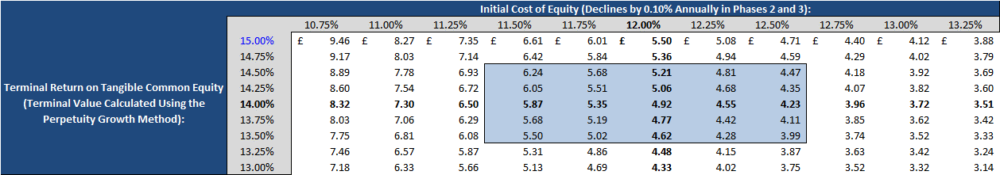 Initial Cost of Equity (Declines by 0.10% Annually in Phases 2 and 3):
10.75% 11.00% 11.25% 11.50% 11.75% 12.00% 12.25% 12.50% 12.75% 13.00% 13.25%
15.00% £ 9.46 £ 8.27 £ 7.35 £ 6.61 £ 6.01 £ 5.50 £ 5.08 £ 4.71 £ 4.40 £ 4.12 £ 3.88
14.75% 9.17 8.03 7.14 6.42 5.84 5.36 4.94 4.59 4.29 4.02 3.79
14.50% 8.89 7.78 6.93 6.24 5.68 5.21 4.81 4.47 4.18 3.92 3.69
Terminal Return on Tangible Common Equity 14.25% 8.60 7.54 6.72 6.05 5.51 5.06 4.68 4.35 4.07 3.82 3.60
(Terminal Value Calculated Using the 14.00% 8.32 7.30 6.50 5.87 5.35 4.92 4.55 4.23 3.96 3.72 3.51
Perpetuity Growth Method): 13.75% 8.03 7.06 6.29 5.68 5.19 4.77 4.42 4.11 3.85 3.62 3.42
13.50% 7.75 6.81 6.08 5.50 5.02 4.62 4.28 3.99 3.74 3.52 3.33
13.25% 7.46 6.57 5.87 5.31 4.86 4.48 4.15 3.87 3.63 3.42 3.24
13.00% 7.18 6.33 5.66 5.13 4.69 4.33 4.02 3.75 3.52 3.32 3.14